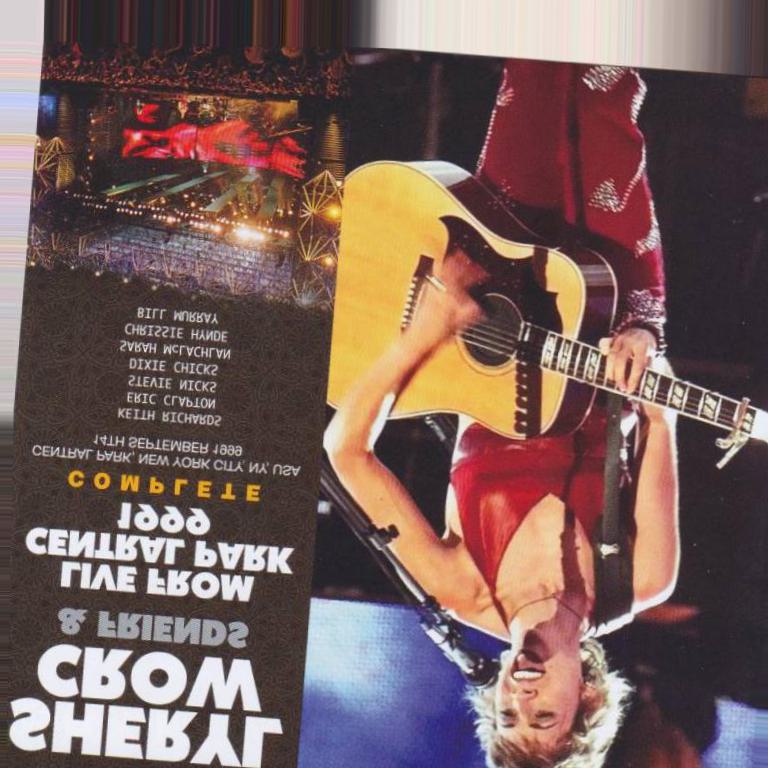 SHERYL
CROW
& FRIENDS
LIVE FROM
CENTRAL PARK
1999
COMPLETE
CENTRAL PARK, NEW YORK CITY, NY, USA
14TH SEPTEMBER 1999
KEITH RICHARDS
ERIC CLAPTON
STEVIE NICKS
DIXIE CHICKS
SARAH McLACHLAN
CHRISSIE HYNDE
BILL MURRAY